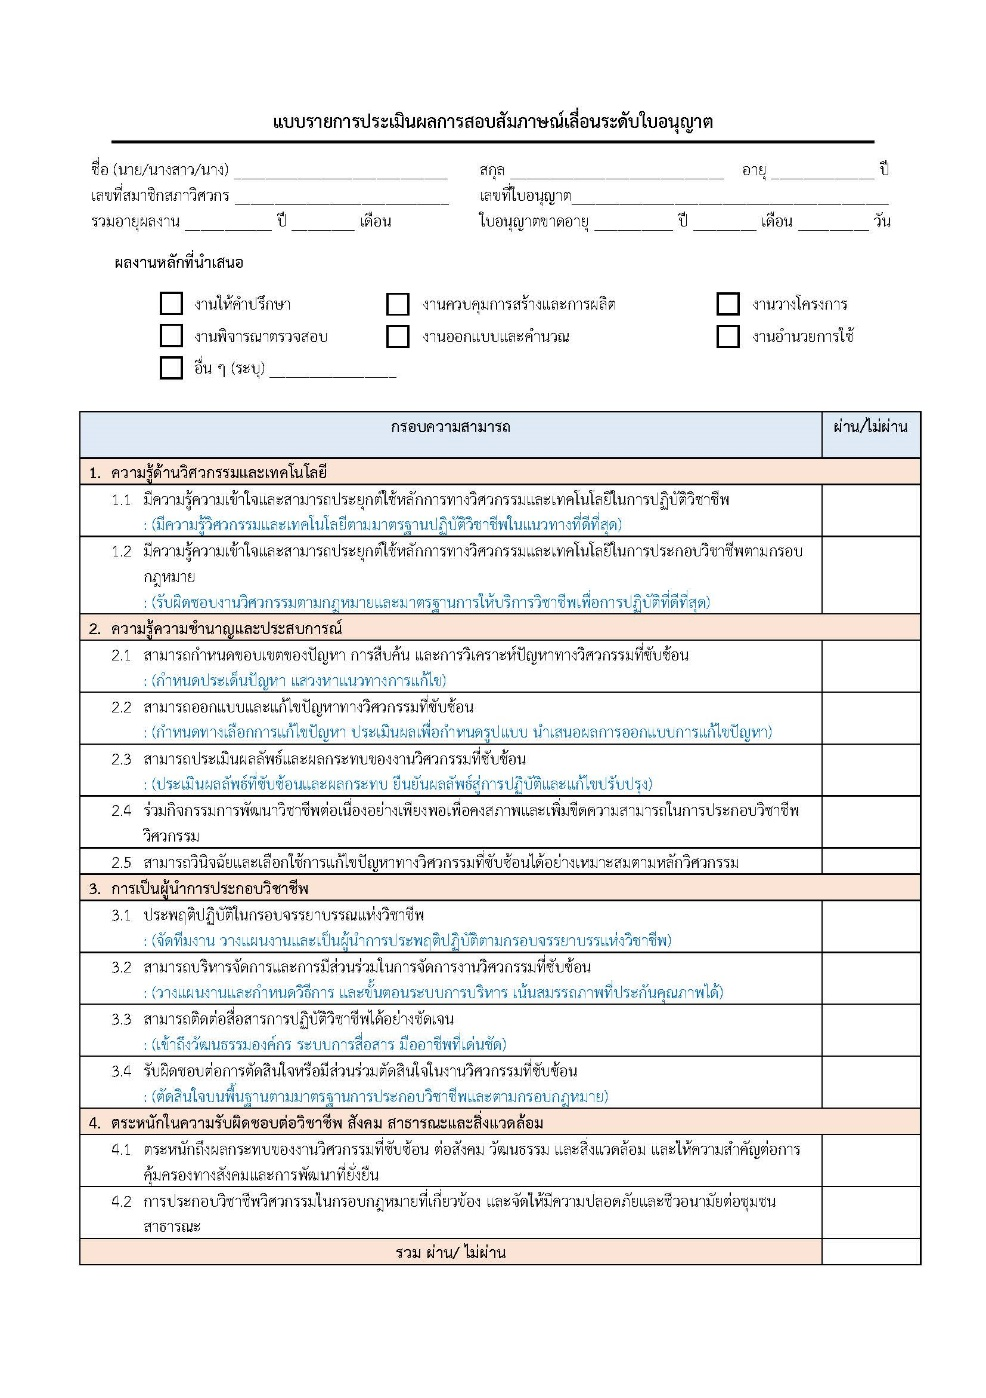 แบบรายการประเมินผลการสอบสัมภาษณ์เลื่อนระดับใบอนุญาต
ชื่อ (นาย/นางสาว/นาง) ________________ สกุล ________________ อายุ ________ ปี
เลขที่สมาชิกสภาวิศวกร ________________ เลขที่ใบอนุญาต________________
รวมอายุผลงาน ________ ปี ________ เดือน ใบอนุญาตขาดอายุ ________ ปี ________ เดือน ________ วัน
ผลงานหลักที่นำเสนอ
งานให้คำปรึกษา งานควบคุมการสร้างและการผลิต งานวางโครงการ
งานพิจารณาตรวจสอบ งานออกแบบและคำนวณ งานอำนวยการใช้
อื่น ๆ (ระบุ) ________________
กรอบความสามารถ ผ่าน/ไม่ผ่าน
1. ความรู้ด้านวิศวกรรมและเทคโนโลยี
1.1 มีความรู้ความเข้าใจและสามารถประยุกต์ใช้หลักการทางวิศวกรรมและเทคโนโลยีในการปฏิบัติวิชาชีพ
: (มีความรู้วิศวกรรมและเทคโนโลยีตามมาตรฐานปฏิบัติวิชาชีพในแนวทางที่ดีที่สุด)
1.2 มีความรู้ความเข้าใจและสามารถประยุกต์ใช้หลักการทางวิศวกรรมและเทคโนโลยีในการประกอบวิชาชีพตามกรอบ
กฎหมาย
: (รับผิดชอบงานวิศวกรรมตามกฎหมายและมาตรฐานการให้บริการวิชาชีพเพื่อการปฏิบัติที่ดีที่สุด)
2. ความรู้ความชำนาญและประสบการณ์
2.1 สามารถกำหนดขอบเขตของปัญหา การสืบค้น และการวิเคราะห์ปัญหาทางวิศวกรรมที่ซับซ้อน
: (กำหนดประเด็นปัญหา แสวงหาแนวทางการแก้ไข)
2.2 สามารถออกแบบและแก้ไขปัญหาทางวิศวกรรมที่ซับซ้อน
: (กำหนดทางเลือกการแก้ไขปัญหา ประเมินผลเพื่อกำหนดรูปแบบ นำเสนอผลการออกแบบการแก้ไขปัญหา)
2.3 สามารถประเมินผลลัพธ์และผลกระทบของงานวิศวกรรมที่ซับซ้อน
: (ประเมินผลลัพธ์ที่ซับซ้อนและผลกระทบ ยืนยันผลลัพธ์สู่การปฏิบัติและแก้ไขปรับปรุง)
2.4 ร่วมกิจกรรมการพัฒนาวิชาชีพต่อเนื่องอย่างเพียงพอเพื่อคงสภาพและเพิ่มขีดความสามารถในการประกอบวิชาชีพ
วิศวกรรม
2.5 สามารถวินิจฉัยและเลือกใช้การแก้ไขปัญหาทางวิศวกรรมที่ซับซ้อนได้อย่างเหมาะสมตามหลักวิศวกรรม
3. การเป็นผู้นำการประกอบวิชาชีพ
3.1 ประพฤติปฏิบัติในกรอบจรรยาบรรณแห่งวิชาชีพ
: (จัดทีมงาน วางแผนงานและเป็นผู้นำการประพฤติปฏิบัติตามกรอบจรรยาบรรแห่งวิชาชีพ)
3.2 สามารถบริหารจัดการและการมีส่วนร่วมในการจัดการงานวิศวกรรมที่ซับซ้อน
: (วางแผนงานและกำหนดวิธีการ และขั้นตอนระบบการบริหาร เน้นสมรรถภาพที่ประกันคุณภาพได้)
3.3 สามารถติดต่อสื่อสารการปฏิบัติวิชาชีพได้อย่างชัดเจน
: (เข้าถึงวัฒนธรรมองค์กร ระบบการสื่อสาร มืออาชีพที่เด่นชัด)
3.4 รับผิดชอบต่อการตัดสินใจหรือมีส่วนร่วมตัดสินใจในงานวิศวกรรมที่ซับซ้อน
: (ตัดสินใจบนพื้นฐานตามมาตรฐานการประกอบวิชาชีพและตามกรอบกฎหมาย)
4. ตระหนักในความรับผิดชอบต่อวิชาชีพ สังคม สาธารณะและสิ่งแวดล้อม
4.1 ตระหนักถึงผลกระทบของงานวิศวกรรมที่ซับซ้อน ต่อสังคม วัฒนธรรม และสิ่งแวดล้อม และให้ความสำคัญต่อการ
คุ้มครองทางสังคมและการพัฒนาที่ยั่งยืน
4.2 การประกอบวิชาชีพวิศวกรรมในกรอบกฎหมายที่เกี่ยวข้อง และจัดให้มีความปลอดภัยและชีวอนามัยต่อชุมชน
สาธารณะ
รวม ผ่าน/ ไม่ผ่าน